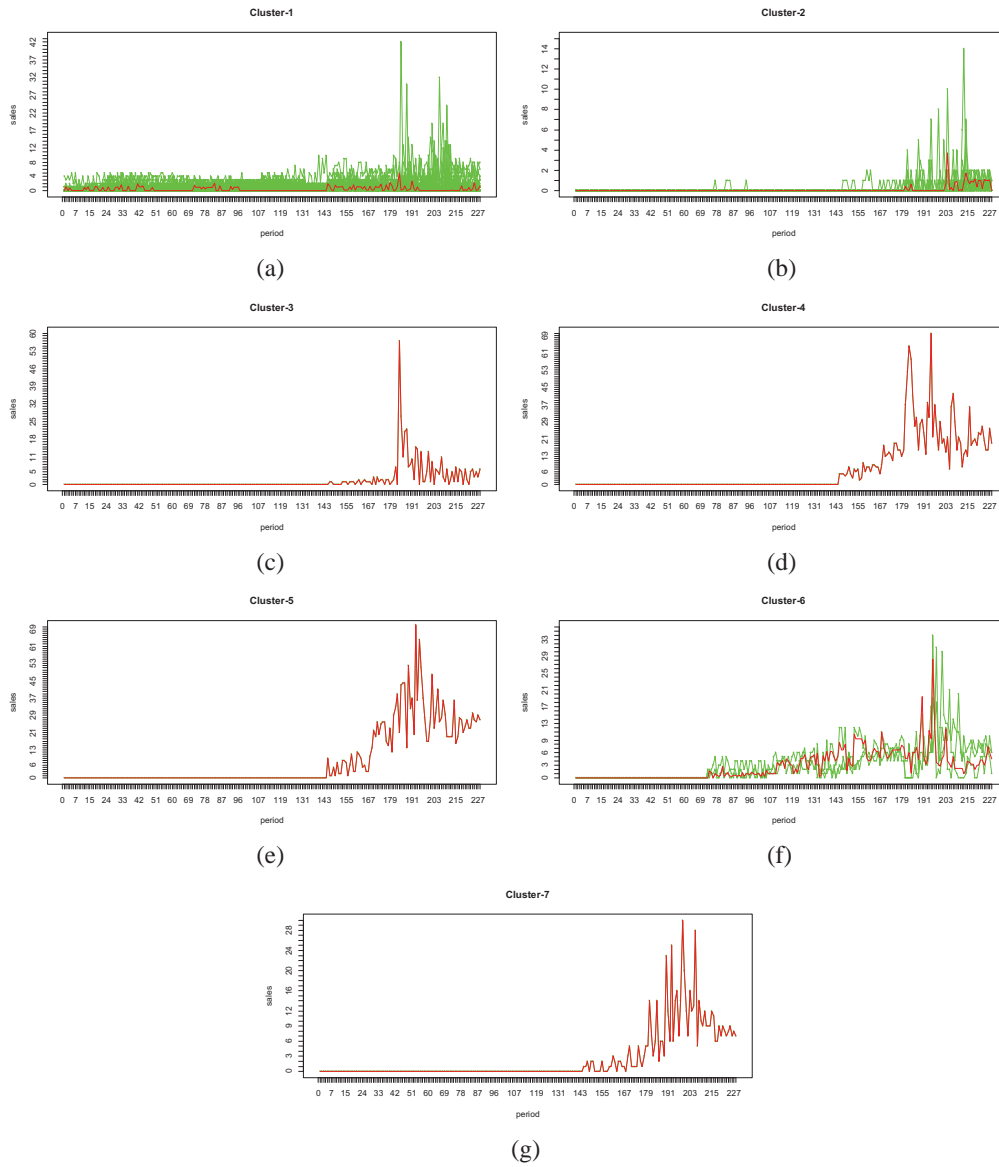 Cluster-1
sales
0 4 8 12 17 22 27 32 37 42
0 7 15 24 33 42 51 60 69 78 87 96 107 119 131 143 155 167 179 191 203 215 227
period
(a)
Cluster-2
sales
0 2 4 6 8 10 12 14
0 7 15 24 33 42 51 60 69 78 87 96 107 119 131 143 155 167 179 191 203 215 227
period
(b)
Cluster-3
sales
0 5 11 18 25 32 39 46 53 60
0 7 15 24 33 42 51 60 69 78 87 96 107 119 131 143 155 167 179 191 203 215 227
period
(c)
Cluster-4
sales
0 6 13 21 29 37 45 53 61 69
0 7 15 24 33 42 51 60 69 78 87 96 107 119 131 143 155 167 179 191 203 215 227
period
(d)
Cluster-5
sales
0 6 13 21 29 37 45 53 61 69
0 7 15 24 33 42 51 60 69 78 87 96 107 119 131 143 155 167 179 191 203 215 227
period
(e)
Cluster-6
sales
0 3 6 9 13 17 21 25 29 33
0 7 15 24 33 42 51 60 69 78 87 96 107 119 131 143 155 167 179 191 203 215 227
period
(f)
Cluster-7
sales
0 3 6 9 12 16 20 24 28
0 7 15 24 33 42 51 60 69 78 87 96 107 119 131 143 155 167 179 191 203 215 227
period
(g)